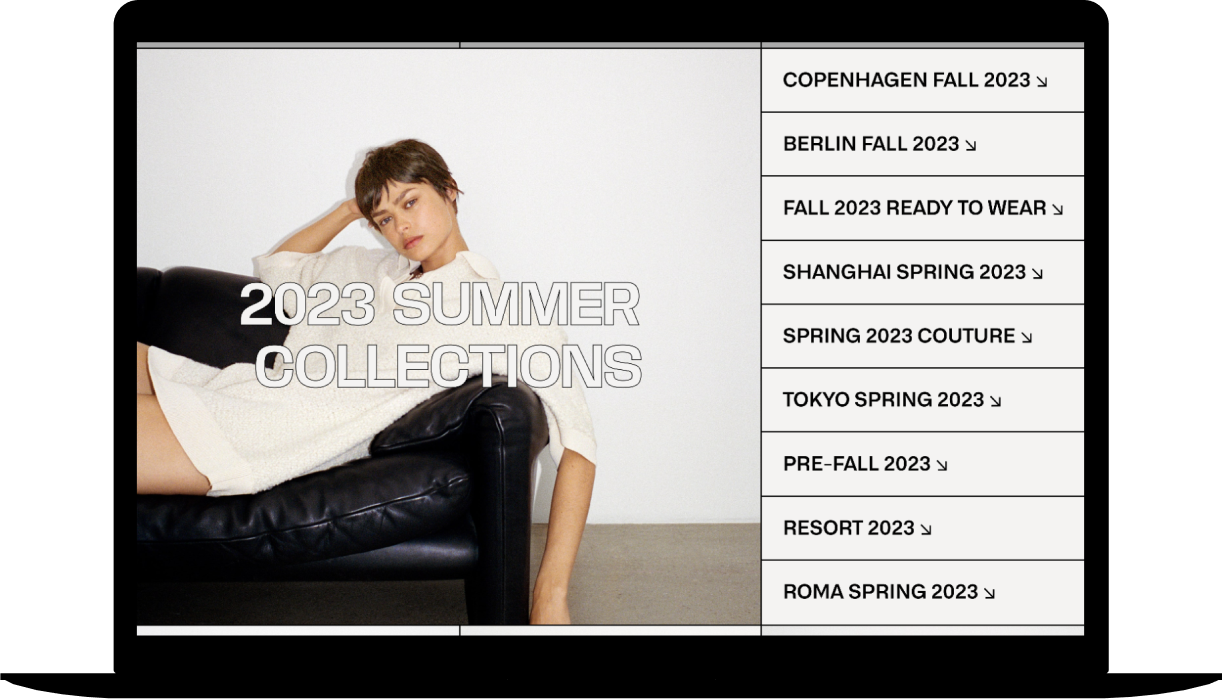 2023 SUMMER
COLLECTIONS
COPENHAGEN FALL 2023 ↘
BERLIN FALL 2023 ↘
FALL 2023 READY TO WEAR ↘
SHANGHAI SPRING 2023 ↘
SPRING 2023 COUTURE ↘
TOKYO SPRING 2023 ↘
PRE-FALL 2023 ↘
RESORT 2023 ↘
ROMA SPRING 2023 ↘